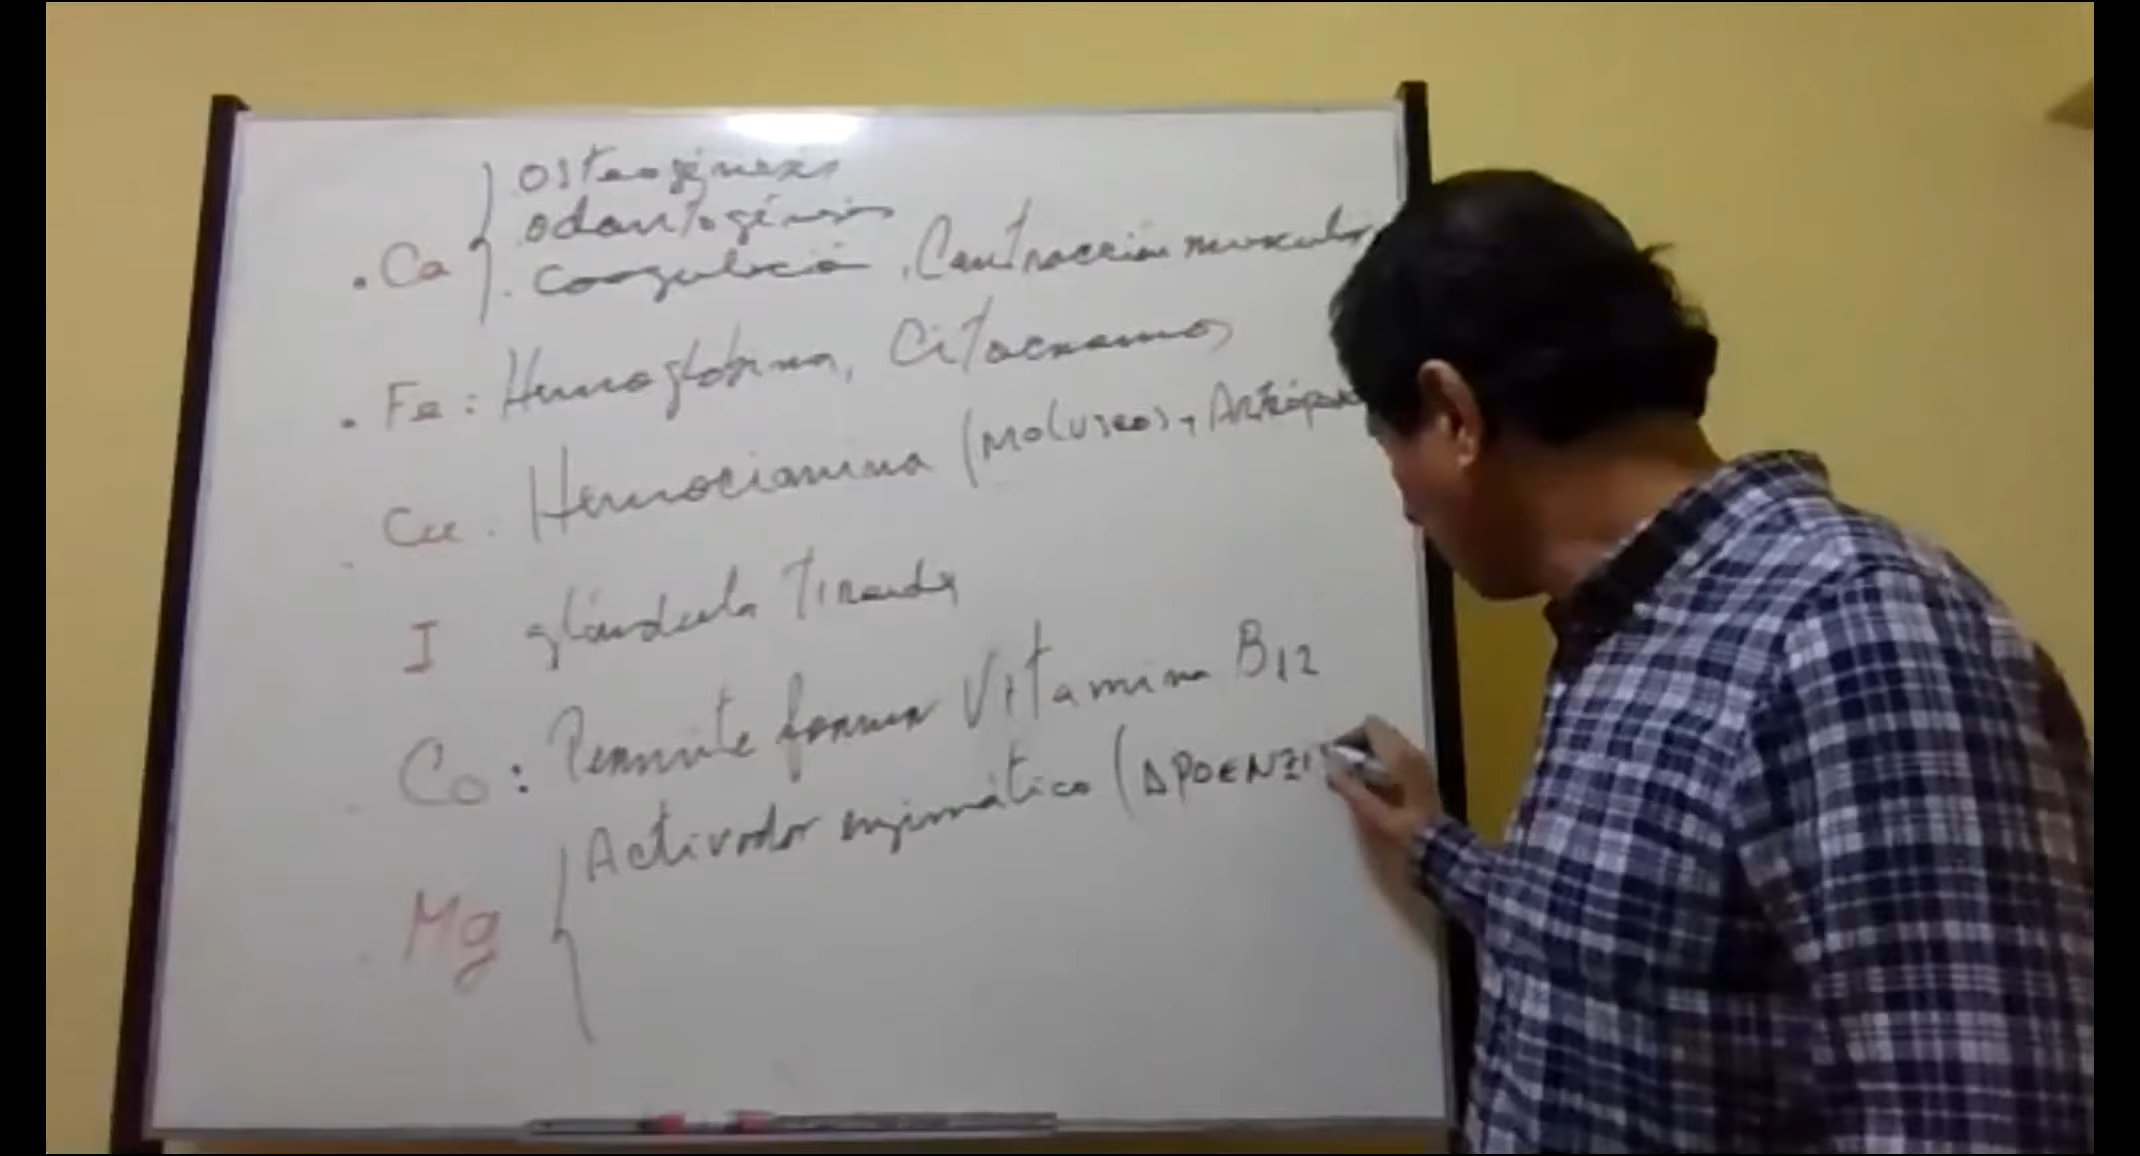 Osteogénesis
odontogénesis
. Ca { . Coagulación , Contracción muscular
. Fe : Hemoglobina, Citocromos
. Cu . Hemocianina (Moluscos y Artrópod
I glándula tiroides
Co : Permite formar Vitamina B12
. Mg { Activador enzimático (APOENZI